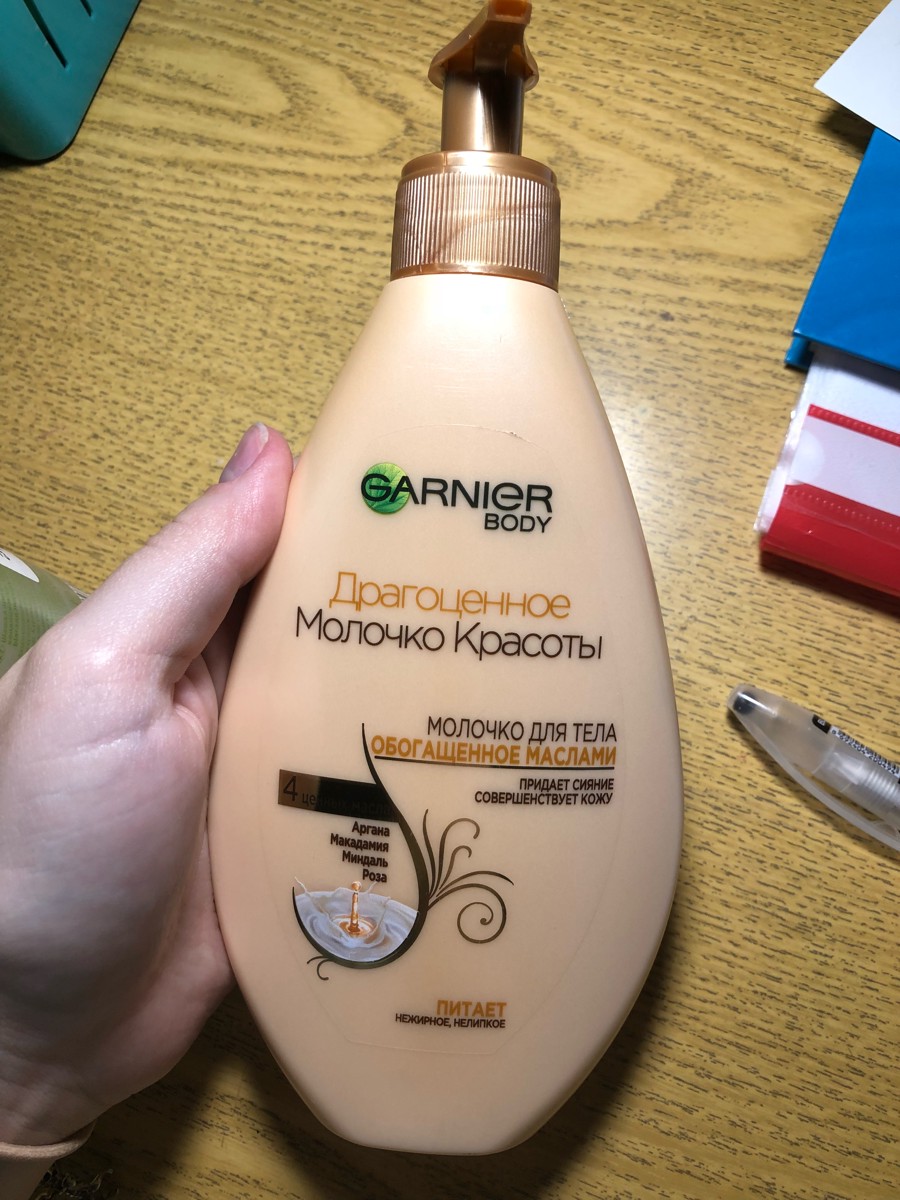 GARNIER
BODY
Драгоценное
Молочко Красоты
МОЛОЧКО ДЛЯ ТЕЛА
ОБОГАЩЕННОЕ МАСЛАМИ
ПРИДАЕТ СИЯНИЕ
СОВЕРШЕНСТВУЕТ КОЖУ
4
Аргана
Макадамия
Миндаль
Роза
ПИТАЕТ
НЕЖИРНОЕ, НЕЛИПКОЕ